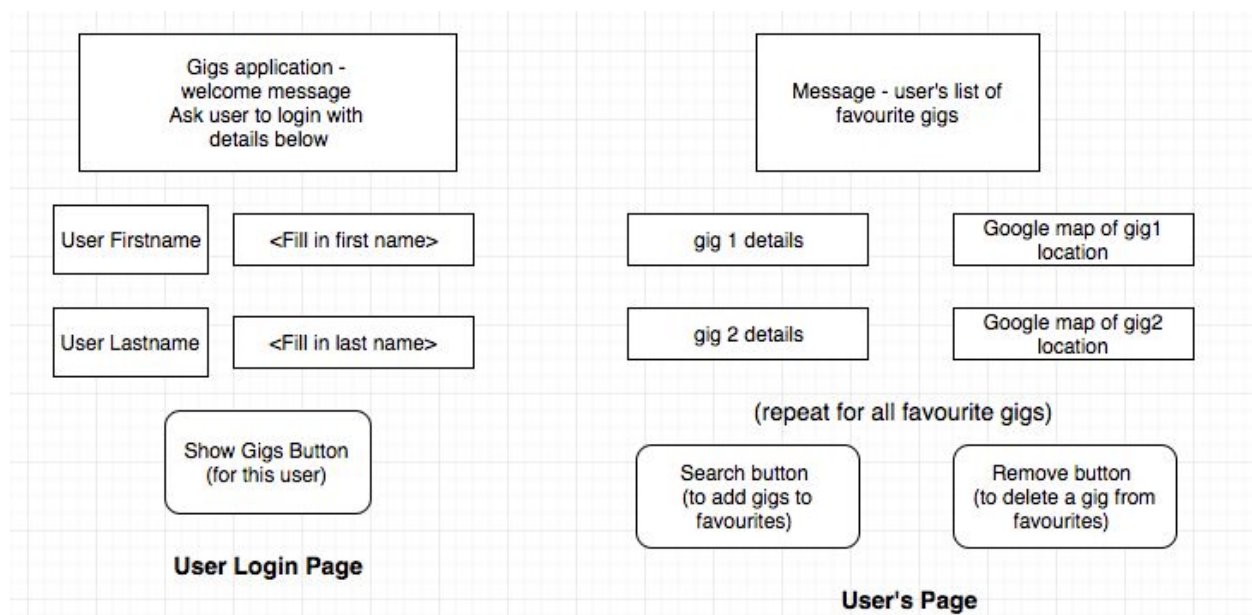 Gigs application -
welcome message
Ask user to login with
details below
User Firstname
<Fill in first name>
User Lastname
<Fill in last name>
Show Gigs Button
(for this user)
User Login Page
Message - user's list of
favourite gigs
gig 1 details
Google map of gig1
location
gig 2 details
Google map of gig2
location
(repeat for all favourite gigs)
Search button
(to add gigs to
favourites)
Remove button
(to delete a gig from
favourites)
User's Page